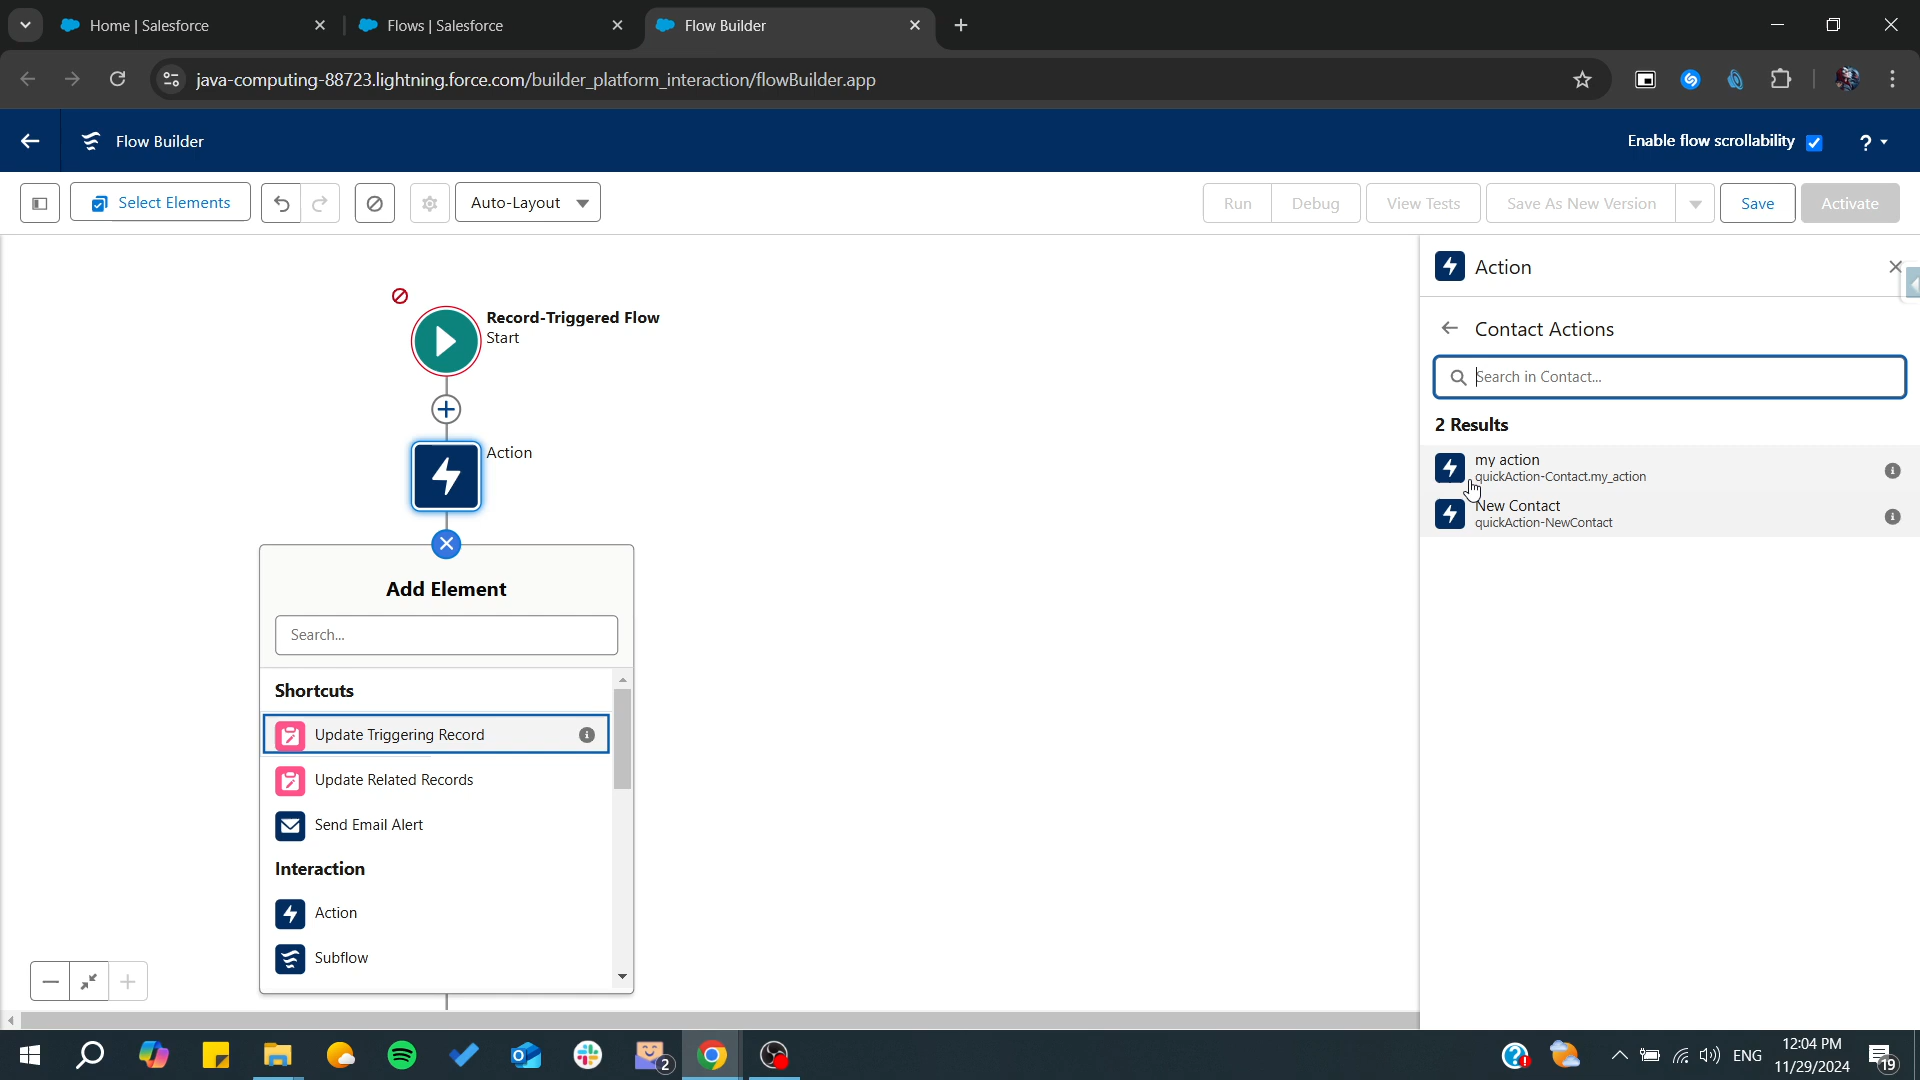 Home | Salesforce
Flows | Salesforce
Flow Builder
java-computing-88723.lightning.force.com/builder_platform_interaction/flowBuilder.app
Flow Builder
Enable flow scrollability
?
Select Elements
Auto-Layout
Run
Debug
View Tests
Save As New Version
Save
Activate
Record-Triggered Flow
Start
Action
Add Element
Search...
Shortcuts
Update Triggering Record
Update Related Records
Send Email Alert
Interaction
Action
Subflow
Action
Contact Actions
Search in Contact...
2 Results
my action
quickAction-Contact.my_action
New Contact
quickAction-NewContact
2
ENG
12:04 PM
11/29/2024
19